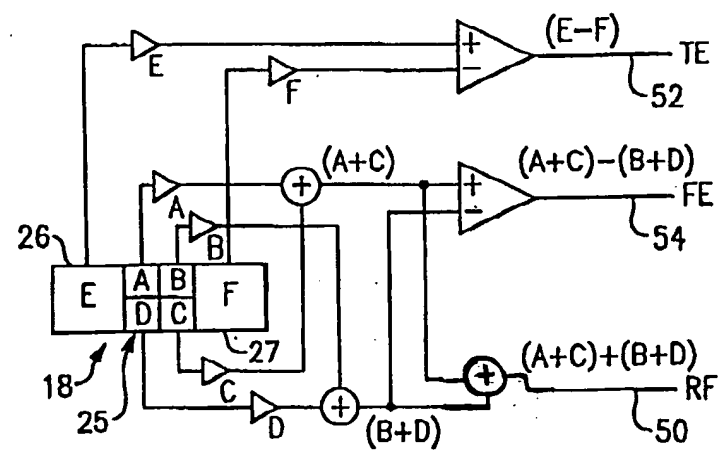 (E−F)
+
TE
E
−
52
F
(A+C)
(A+C)−(B+D)
+
+
FE
A
−
26
B
54
E
A
B
F
D
C
27
(A+C)+(B+D)
18
+
RF
C
25
D
+
(B+D)
50